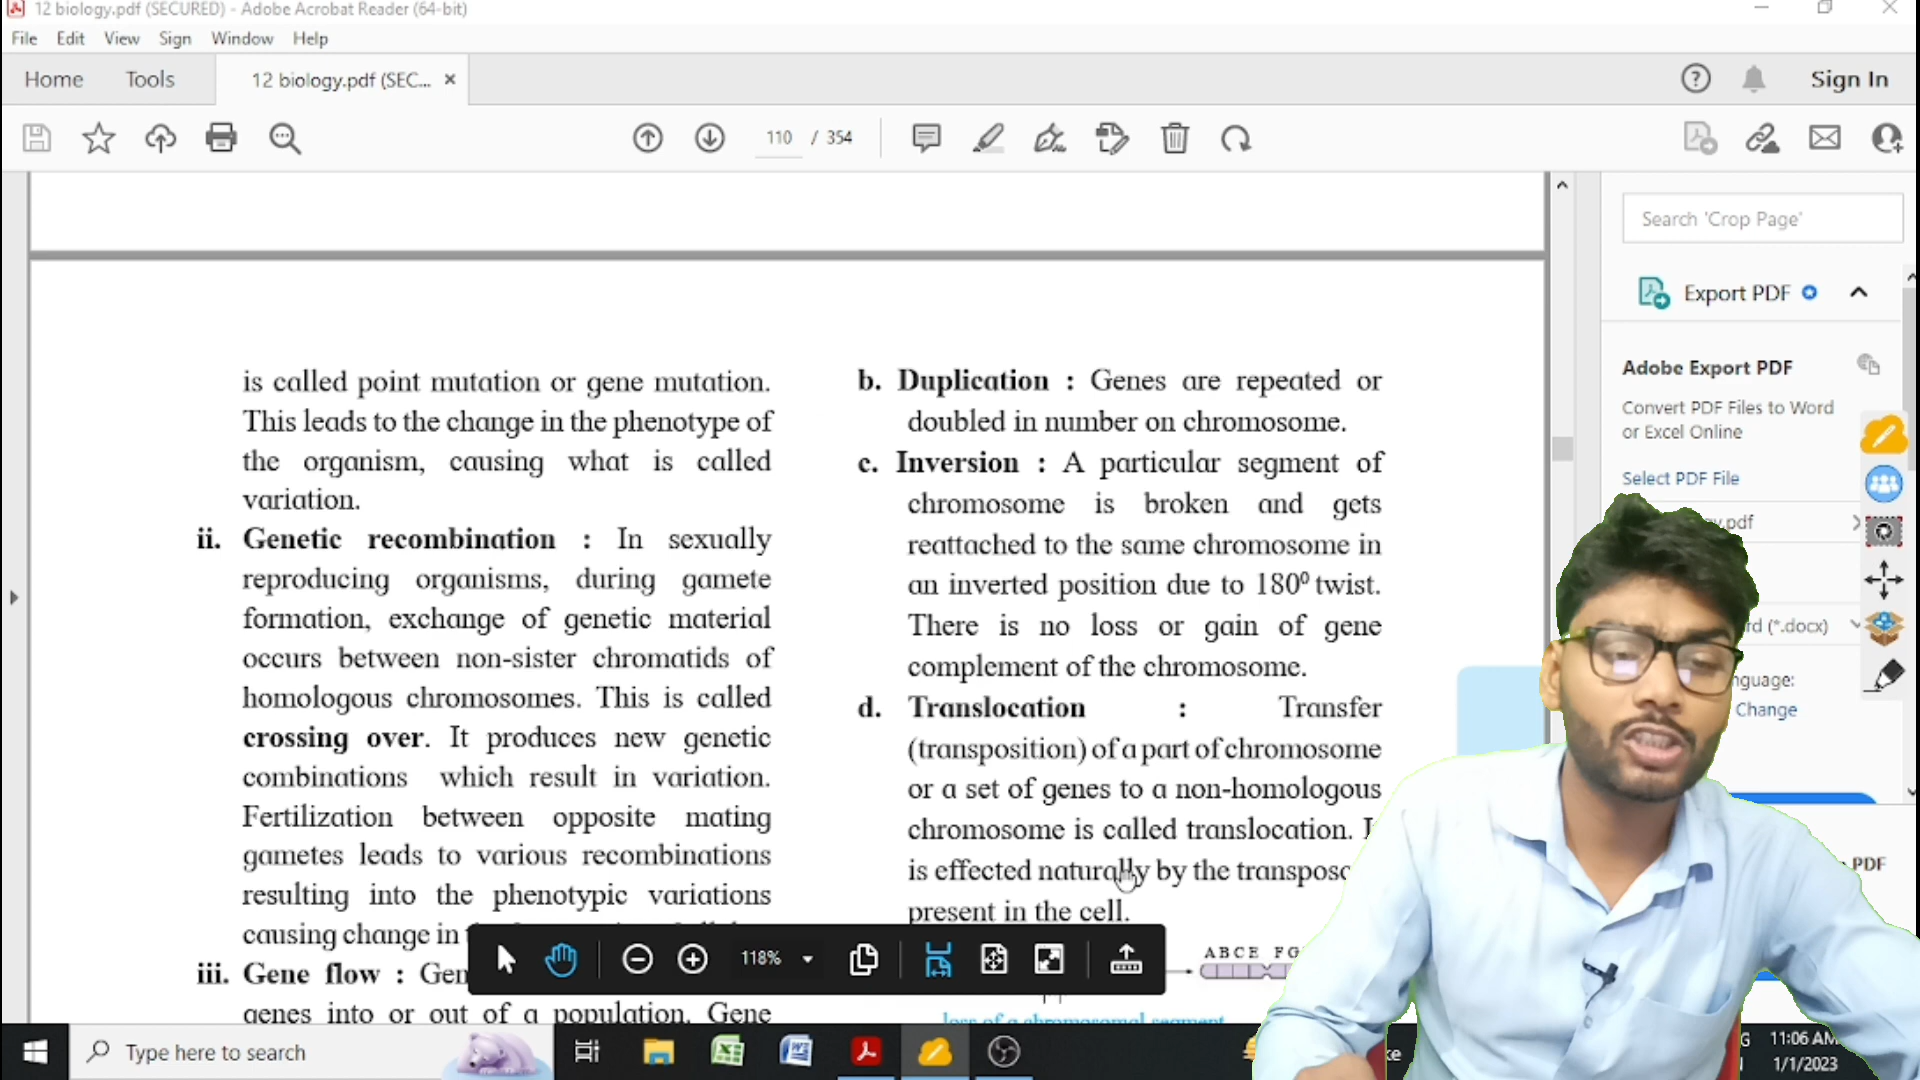 12 biology.pdf (SECURED) - Adobe Acrobat Reader (64-bit)
File Edit View Sign Window Help
Home Tools 12 biology.pdf (SEC... × Sign In
110 / 354
Search 'Crop Page'
Export PDF
Adobe Export PDF
Convert PDF Files to Word
or Excel Online
Select PDF File
.pdf
(*.docx)
Change
PDF
is called point mutation or gene mutation.
This leads to the change in the phenotype of
the organism, causing what is called
variation.
ii. Genetic recombination : In sexually
reproducing organisms, during gamete
formation, exchange of genetic material
occurs between non-sister chromatids of
homologous chromosomes. This is called
crossing over. It produces new genetic
combinations which result in variation.
Fertilization between opposite mating
gametes leads to various recombinations
resulting into the phenotypic variations
causing change in
iii. Gene flow :
genes into or out of a population. Gene
b. Duplication : Genes are repeated or
doubled in number on chromosome.
c. Inversion : A particular segment of
chromosome is broken and gets
reattached to the same chromosome in
an inverted position due to 180⁰ twist.
There is no loss or gain of gene
complement of the chromosome.
d. Translocation : Transfer
(transposition) of a part of chromosome
or a set of genes to a non-homologous
chromosome is called translocation.
is effected naturally by the
present in the cell.
A B C E F G
loss of a chromosomal segment
118%
Type here to search
11:06 AM
1/1/2023